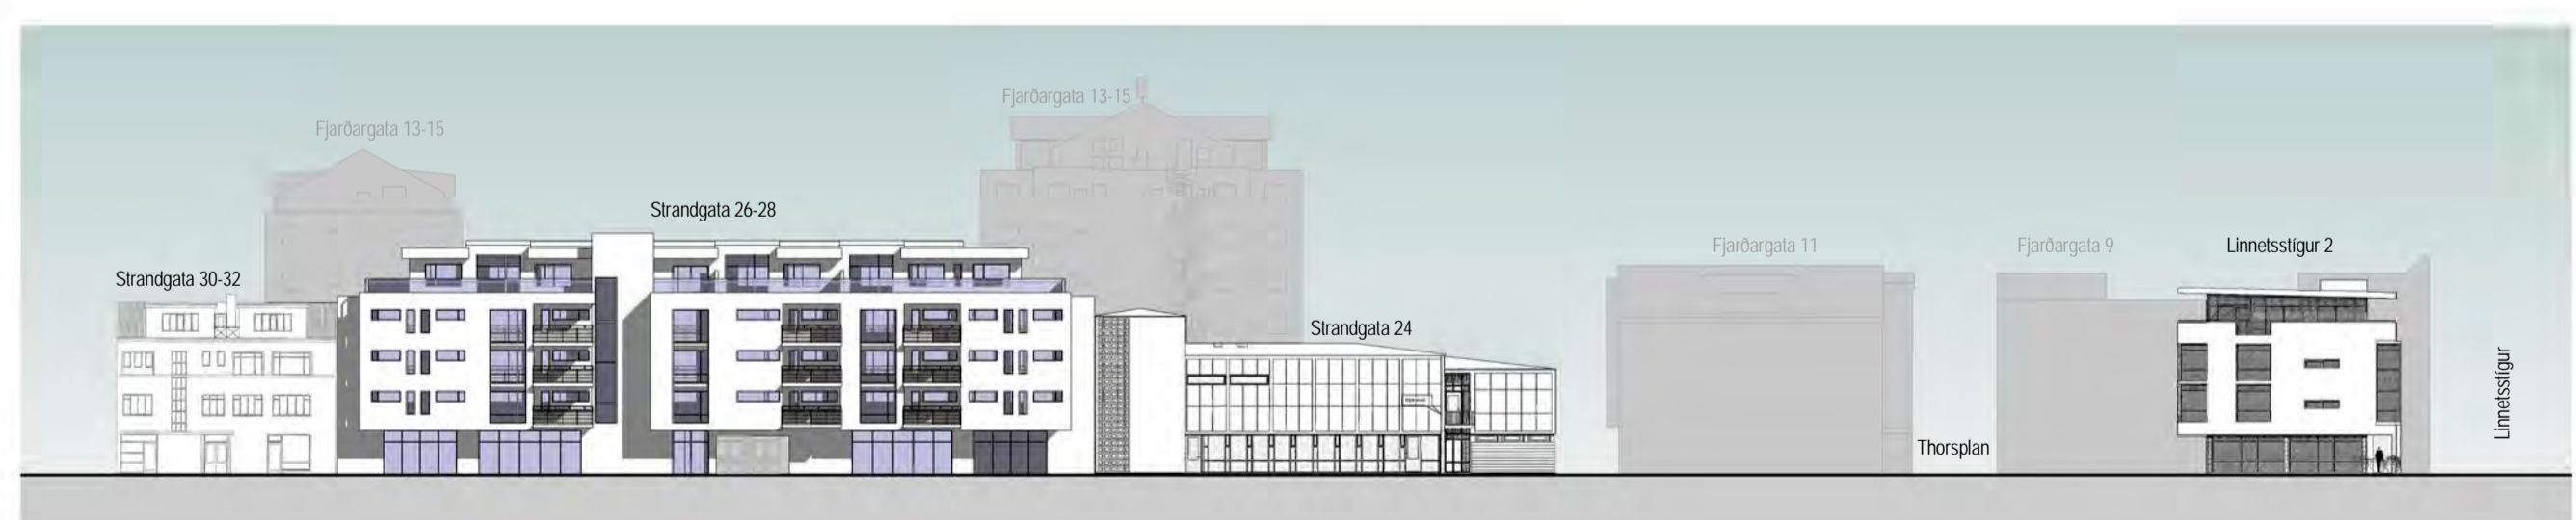 Fjarðargata 13-15
Fjarðargata 13-15
Strandgata 26-28
Strandgata 30-32
Strandgata 24
Fjarðargata 11
Fjarðargata 9
Linnetsstígur 2
Thorsplan
Linnetsstígur